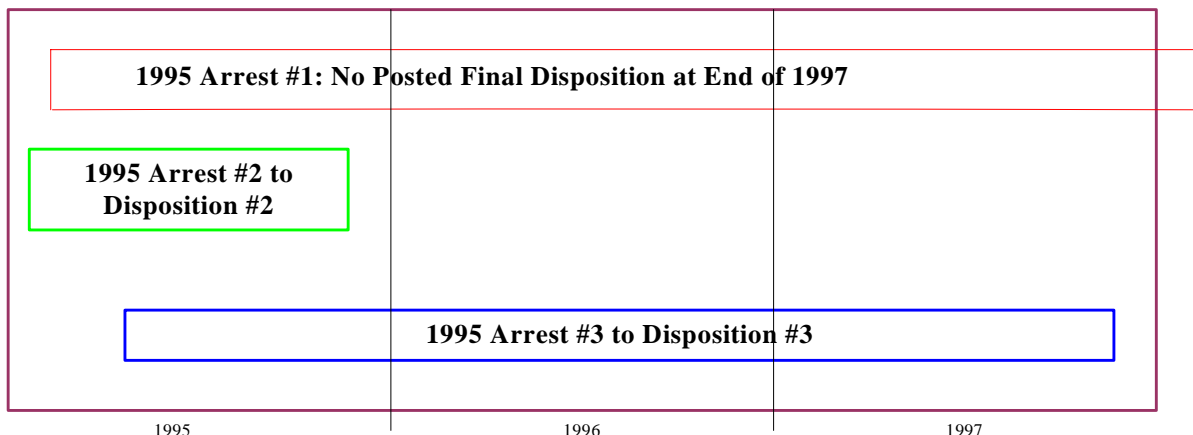 1995 Arrest #1: No Posted Final Disposition at End of 1997
1995 Arrest #2 to
Disposition #2
1995 Arrest #3 to Disposition #3
1995
1996
1997